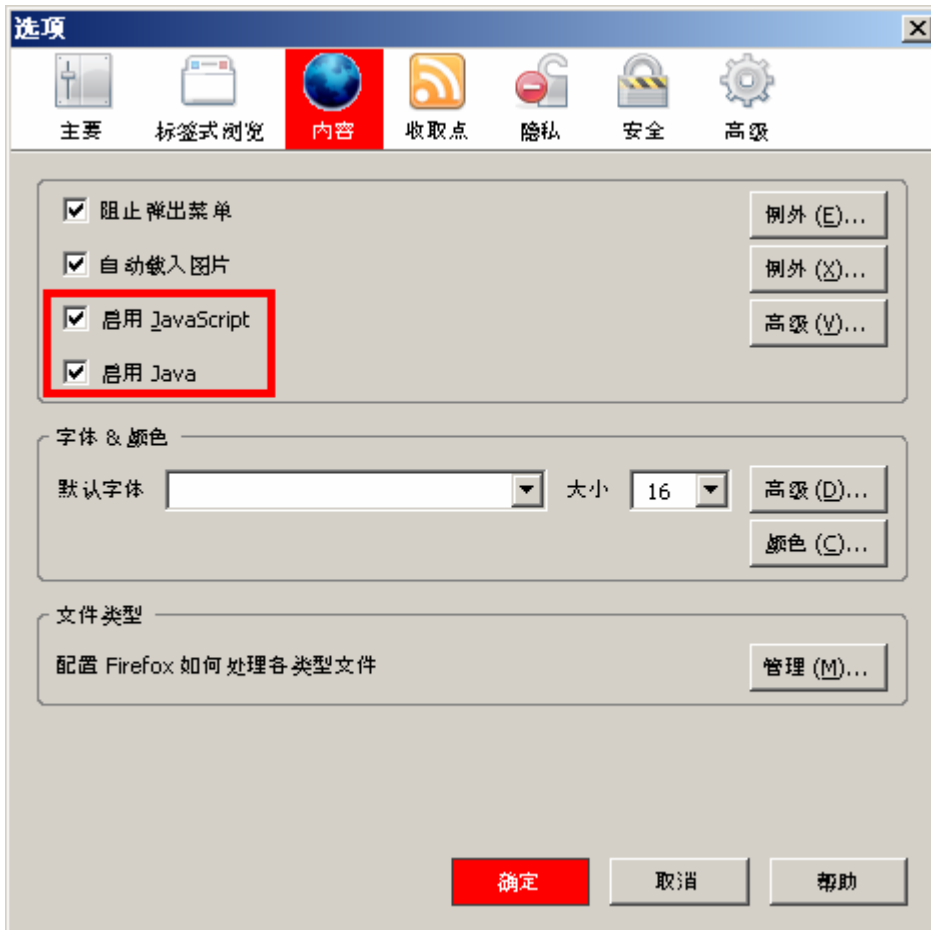 选项
主要 标签式浏览 内容 收取点 隐私 安全 高级
阻止弹出菜单 例外 (E)...
自动载入图片 例外 (X)...
启用 JavaScript 高级 (V)...
启用 Java
字体 & 颜色
默认字体 大小 16 高级 (D)...
颜色 (C)...
文件类型
配置 Firefox 如何处理各类型文件 管理 (M)...
确定 取消 帮助